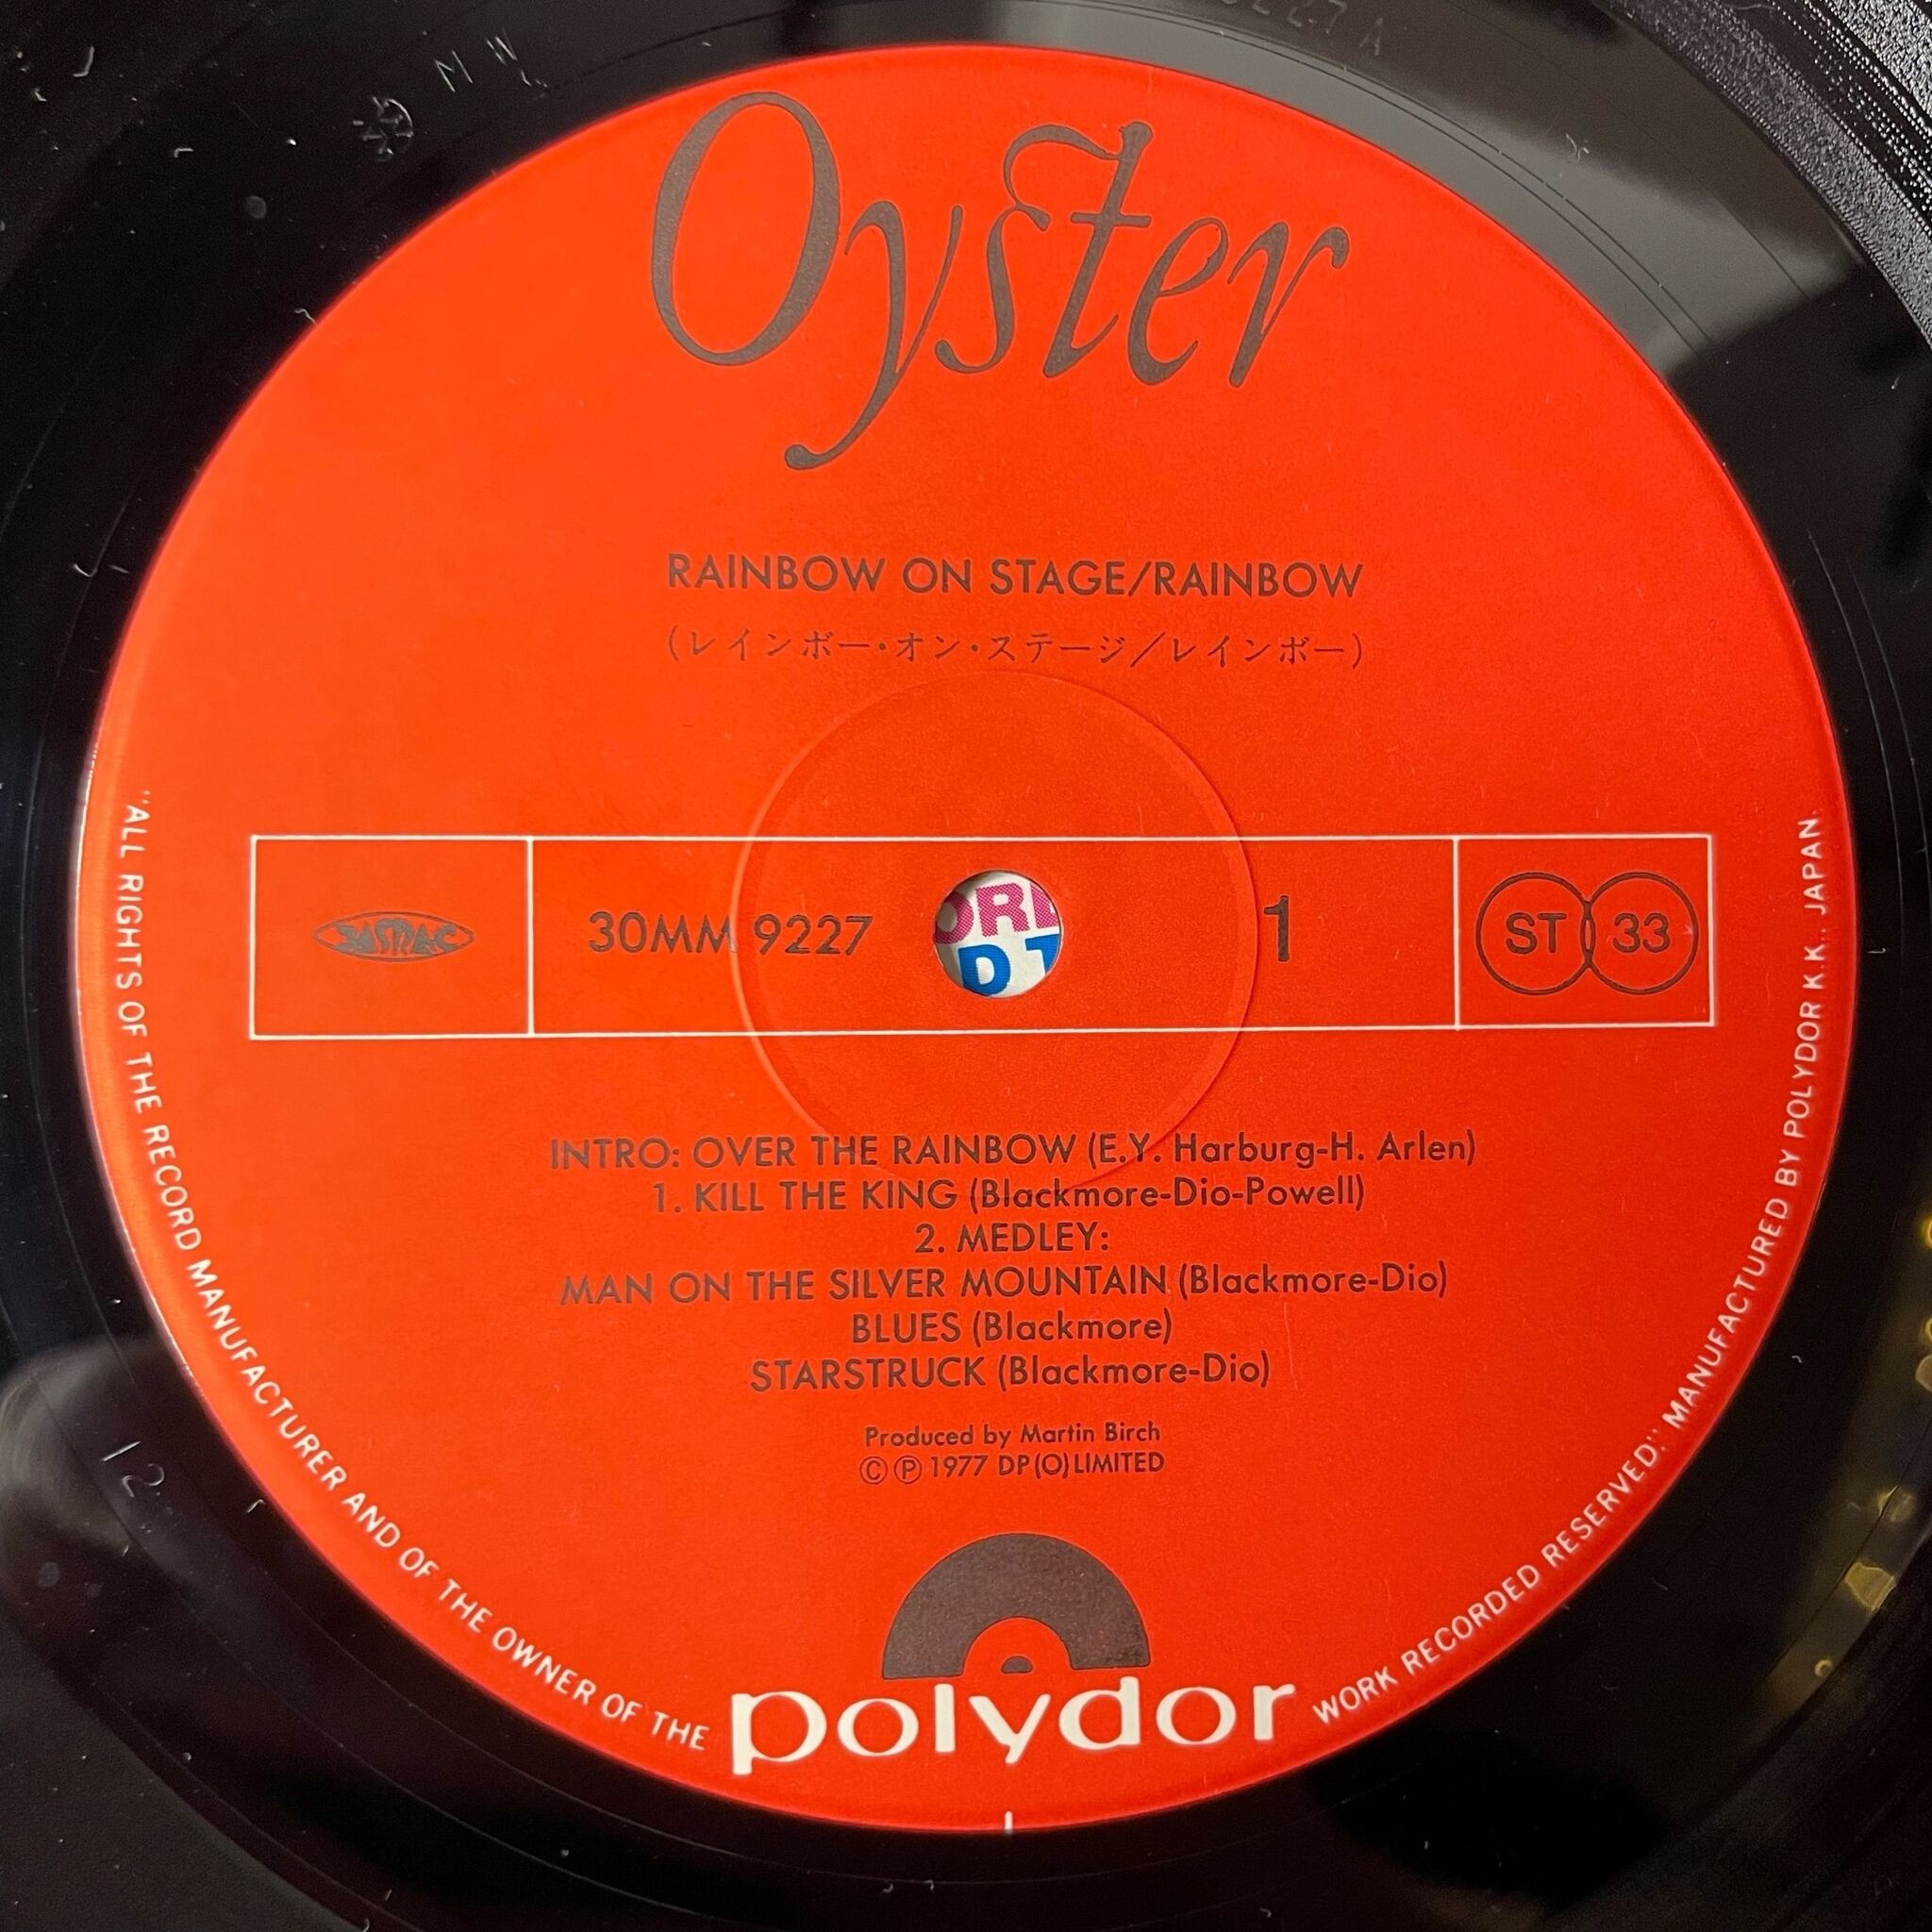 Oyster
RAINBOW ON STAGE/RAINBOW
(レインボー・オン・ステージ/レインボー)
JASRAC
30MM 9227
1
ST 33
INTRO: OVER THE RAINBOW (E.Y. Harburg-H. Arlen)
1. KILL THE KING (Blackmore-Dio-Powell)
2. MEDLEY:
MAN ON THE SILVER MOUNTAIN (Blackmore-Dio)
BLUES (Blackmore)
STARSTRUCK (Blackmore-Dio)
Produced by Martin Birch
Ⓒ Ⓟ 1977 DP(O)LIMITED
polydor
"ALL RIGHTS OF THE RECORD MANUFACTURER AND OF THE OWNER OF THE WORK RECORDED RESERVED." MANUFACTURED BY POLYDOR K.K., JAPAN.
M W
12